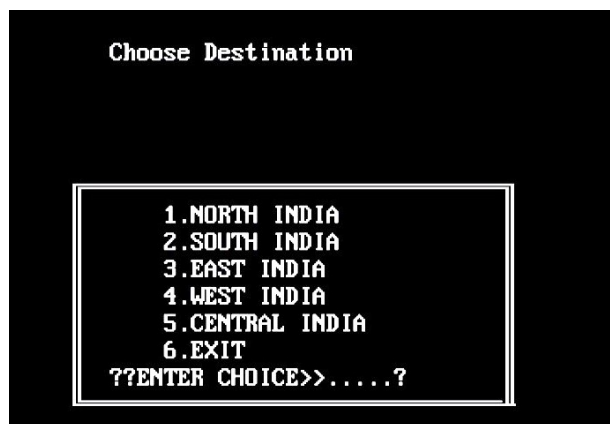 Choose Destination
1.NORTH INDIA
2.SOUTH INDIA
3.EAST INDIA
4.WEST INDIA
5.CENTRAL INDIA
6.EXIT
??ENTER CHOICE>>.....?